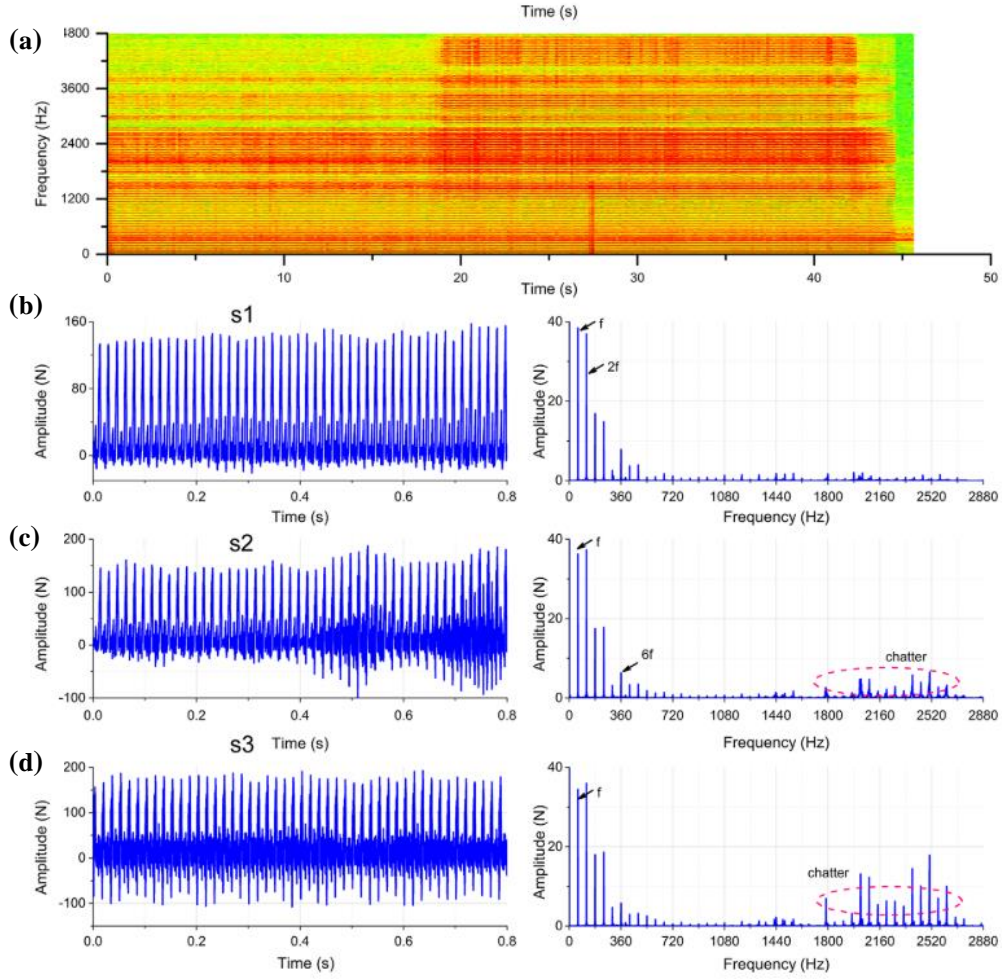 Time (s)
(a)
4800
3600
2400
1200
0
Frequency (Hz)
0 10 20 30 40 50
Time (s)
(b)
s1
160
80
0
Amplitude (N)
0.0 0.2 0.4 0.6 0.8
Time (s)
40
20
0
Amplitude (N)
f
2f
0 360 720 1080 1440 1800 2160 2520 2880
Frequency (Hz)
(c)
s2
200
100
0
-100
Amplitude (N)
0.0 0.2 0.4 0.6 0.8
Time (s)
40
20
0
Amplitude (N)
f
6f
chatter
0 360 720 1080 1440 1800 2160 2520 2880
Frequency (Hz)
(d)
s3
200
100
0
-100
Amplitude (N)
0.0 0.2 0.4 0.6 0.8
Time (s)
40
20
0
Amplitude (N)
f
chatter
0 360 720 1080 1440 1800 2160 2520 2880
Frequency (Hz)